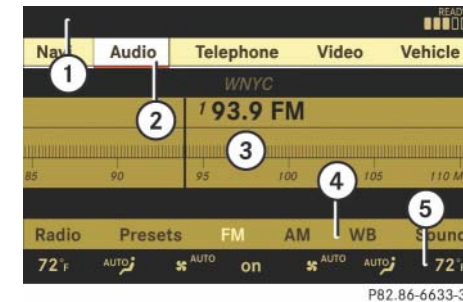 READY
Navi Audio Telephone Video Vehicle
1
2
WNYC
1 93.9 FM
3
85 90 95 100 105 110 M
4
5
Radio Presets FM AM WB Sound
72°F AUTO AUTO on AUTO AUTO 72°
P82.86-6633-3